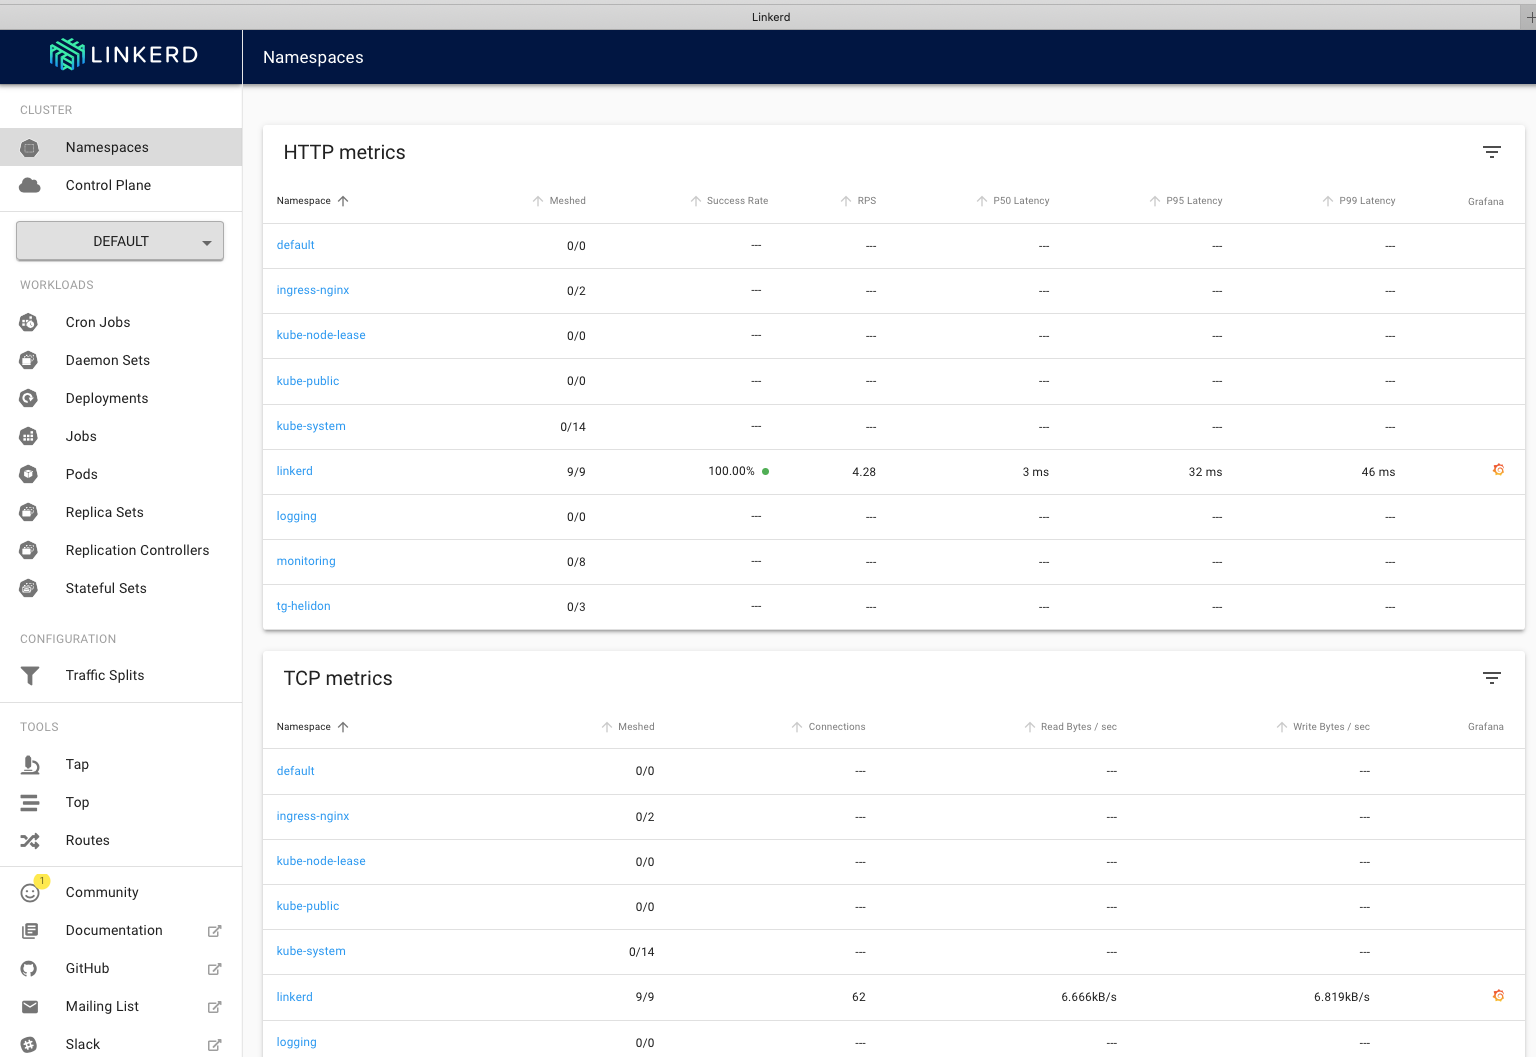 Linkerd
LINKERD
Namespaces
CLUSTER
Namespaces
Control Plane
DEFAULT
WORKLOADS
Cron Jobs
Daemon Sets
Deployments
Jobs
Pods
Replica Sets
Replication Controllers
Stateful Sets
CONFIGURATION
Traffic Splits
TOOLS
Tap
Top
Routes
1
Community
Documentation
GitHub
Mailing List
Slack
HTTP metrics
Namespace Meshed Success Rate RPS P50 Latency P95 Latency P99 Latency Grafana
default 0/0 --- --- --- --- ---
ingress-nginx 0/2 --- --- --- --- ---
kube-node-lease 0/0 --- --- --- --- ---
kube-public 0/0 --- --- --- --- ---
kube-system 0/14 --- --- --- --- ---
linkerd 9/9 100.00% 4.28 3 ms 32 ms 46 ms
logging 0/0 --- --- --- --- ---
monitoring 0/8 --- --- --- --- ---
tg-helidon 0/3 --- --- --- --- ---
TCP metrics
Namespace Meshed Connections Read Bytes / sec Write Bytes / sec Grafana
default 0/0 --- --- ---
ingress-nginx 0/2 --- --- ---
kube-node-lease 0/0 --- --- ---
kube-public 0/0 --- --- ---
kube-system 0/14 --- --- ---
linkerd 9/9 62 6.666kB/s 6.819kB/s
logging 0/0 --- --- ---